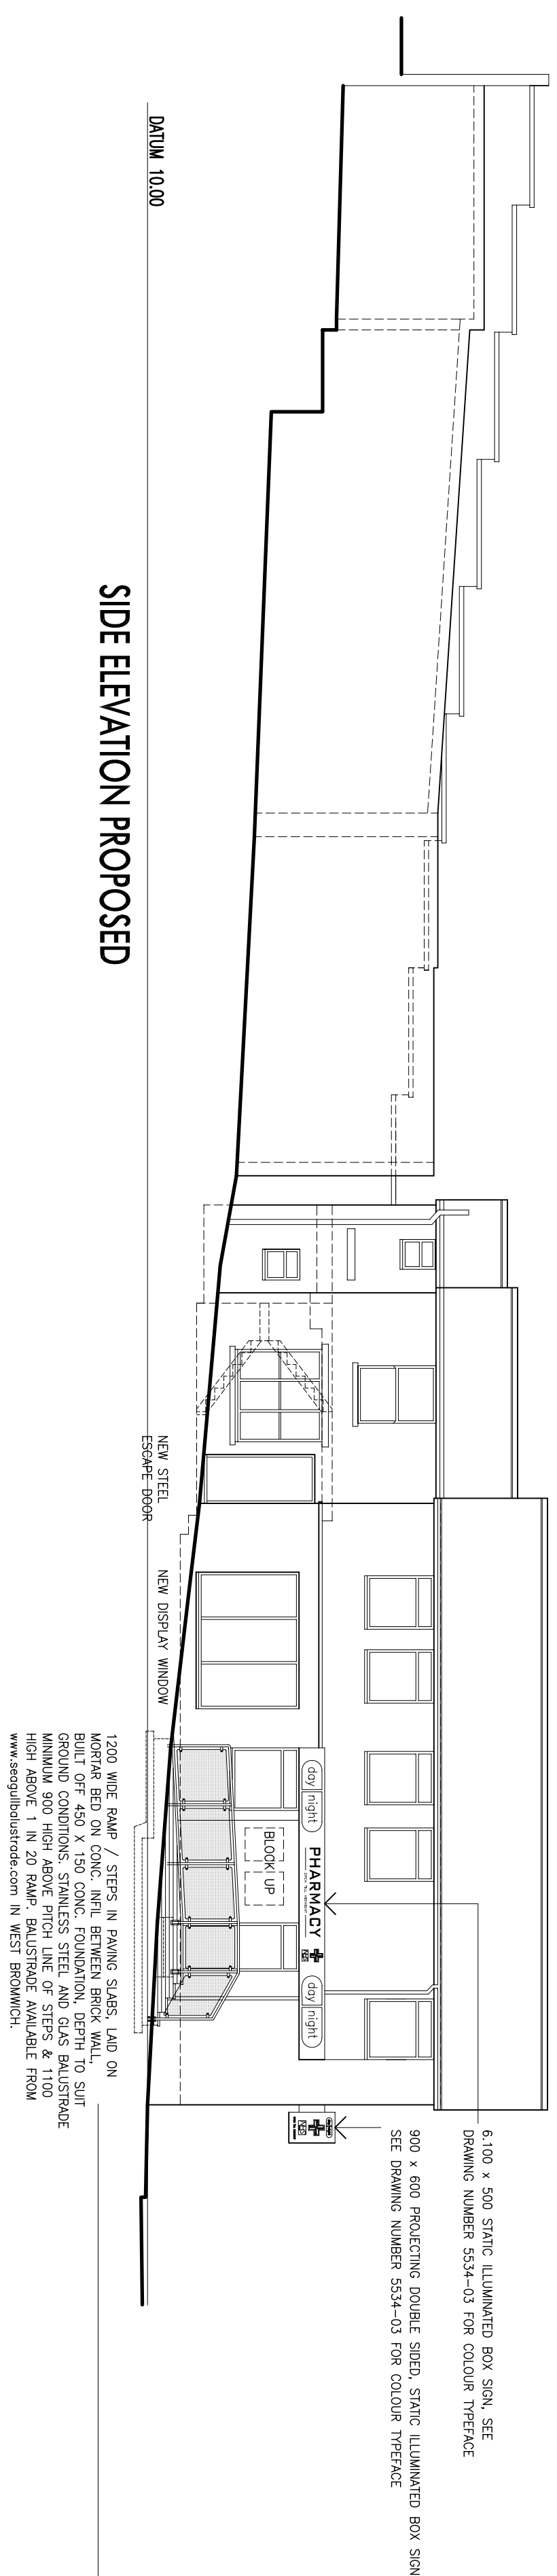 6.100 x 500 STATIC ILLUMINATED BOX SIGN, SEE
DRAWING NUMBER 5534-03 FOR COLOUR TYPEFACE
900 x 600 PROJECTING DOUBLE SIDED, STATIC ILLUMINATED BOX SIGN
SEE DRAWING NUMBER 5534-03 FOR COLOUR TYPEFACE
day night
PHARMACY
OPEN TILL MIDNIGHT
NHS
day night
NHS
BLOCK UP
NEW STEEL
ESCAPE DOOR
NEW DISPLAY WINDOW
DATUM 10.00
SIDE ELEVATION PROPOSED
1200 WIDE RAMP / STEPS IN PAVING SLABS, LAID ON
MORTAR BED ON CONC. INFIL BETWEEN BRICK WALL,
BUILT OFF 450 X 150 CONC. FOUNDATION, DEPTH TO SUIT
GROUND CONDITIONS. STAINLESS STEEL AND GLAS BALUSTRADE
MINIMUM 900 HIGH ABOVE PITCH LINE OF STEPS & 1100
HIGH ABOVE 1 IN 20 RAMP. BALUSTRADE AVAILABLE FROM
www.seagullbalustrade.com IN WEST BROMWICH.